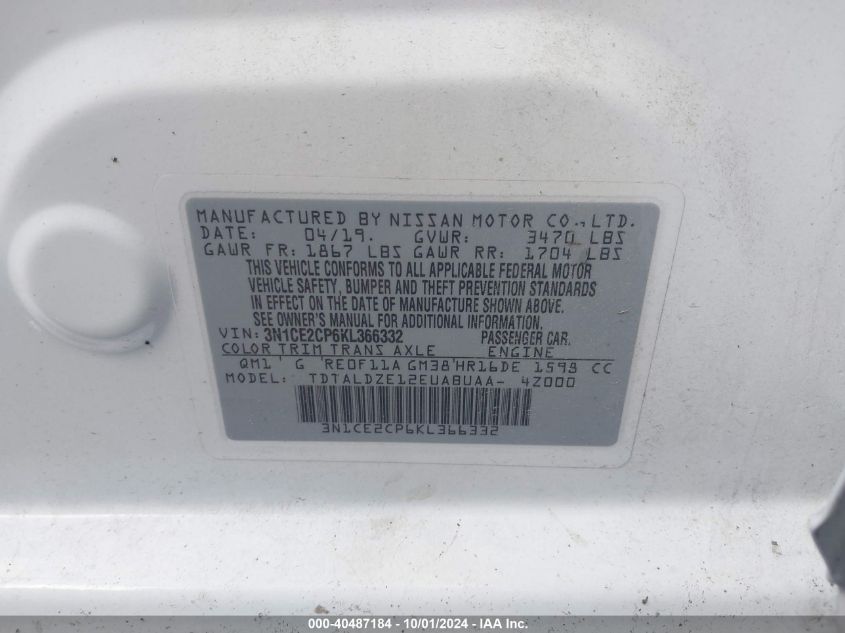 MANUFACTURED BY NISSAN MOTOR CO., LTD.
DATE: 04/19. GVWR: 3470 LBS
GAWR FR: 1867 LBS GAWR RR: 1704 LBS
THIS VEHICLE CONFORMS TO ALL APPLICABLE FEDERAL MOTOR
VEHICLE SAFETY, BUMPER AND THEFT PREVENTION STANDARDS
IN EFFECT ON THE DATE OF MANUFACTURE SHOWN ABOVE.
SEE OWNER'S MANUAL FOR ADDITIONAL INFORMATION.
VIN: 3N1CE2CP6KL366332 PASSENGER CAR.
COLOR TRIM TRANS AXLE ENGINE
QM1' G 'RE0F11A GM38'HR16DE 1598 CC
MODEL: TDTALDZE12EUABUAA- 4Z000
3N1CE2CP6KL366332
000-40487184 - 10/01/2024 - IAA Inc.